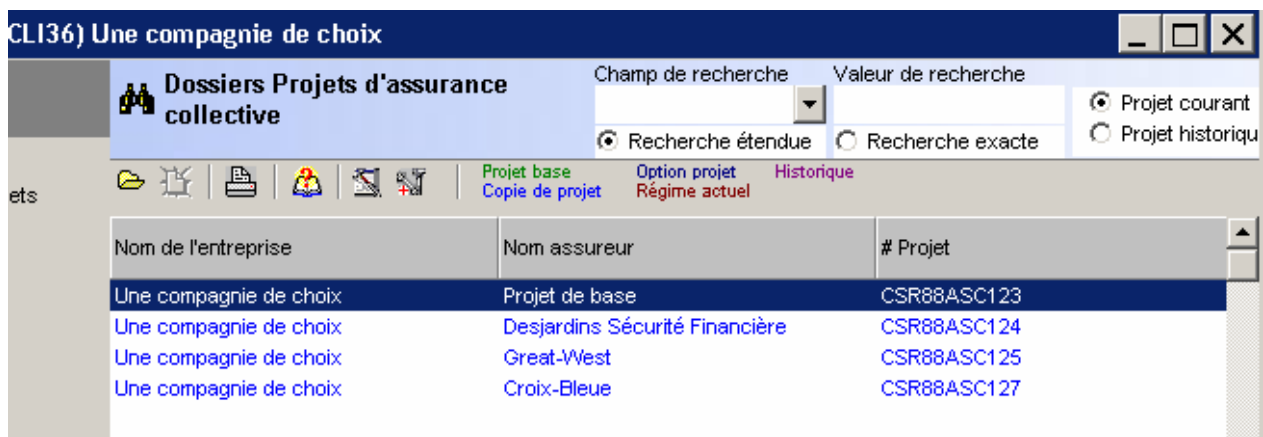 CLI36) Une compagnie de choix
Dossiers Projets d'assurance
collective
Champ de recherche
Valeur de recherche
Recherche étendue
Recherche exacte
Projet courant
Projet historiqu
ets
Projet base
Option projet
Historique
Copie de projet
Régime actuel
Nom de l'entreprise Nom assureur # Projet
Une compagnie de choix Projet de base CSR88ASC123
Une compagnie de choix Desjardins Sécurité Financière CSR88ASC124
Une compagnie de choix Great-West CSR88ASC125
Une compagnie de choix Croix-Bleue CSR88ASC127